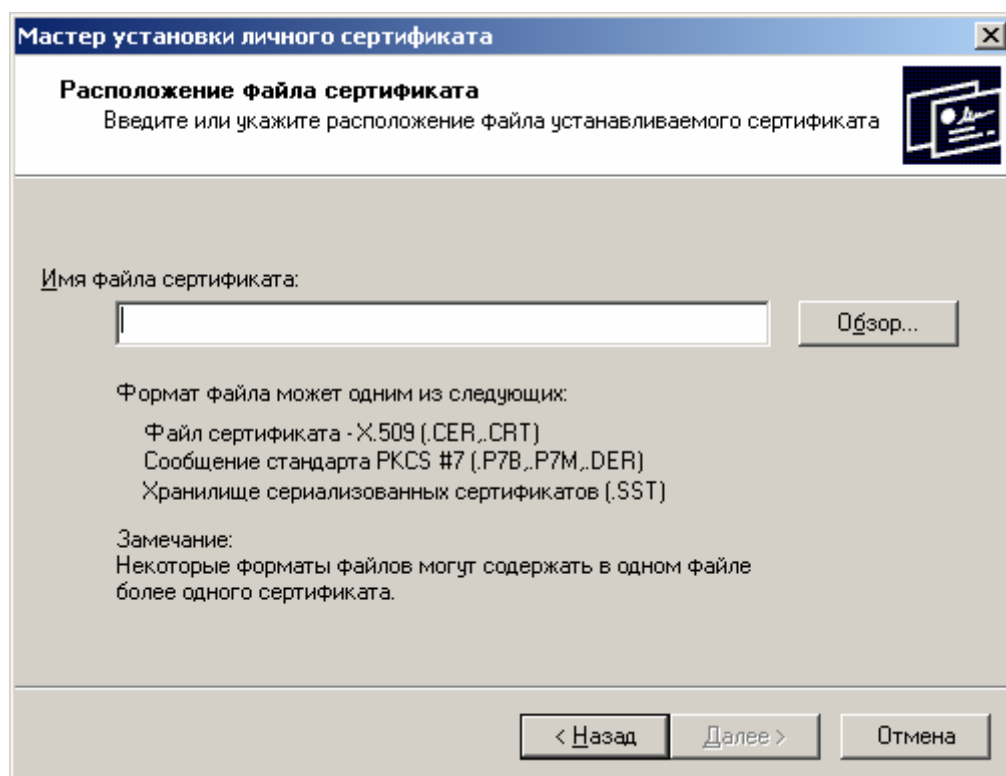 Мастер установки личного сертификата
Расположение файла сертификата
Введите или укажите расположение файла устанавливаемого сертификата
Имя файла сертификата:
Обзор...
Формат файла может одним из следующих:
Файл сертификата - X.509 (.CER,.CRT)
Сообщение стандарта PKCS #7 (.P7B,.P7M,.DER)
Хранилище сериализованных сертификатов (.SST)
Замечание:
Некоторые форматы файлов могут содержать в одном файле
более одного сертификата.
< Назад
Далее >
Отмена